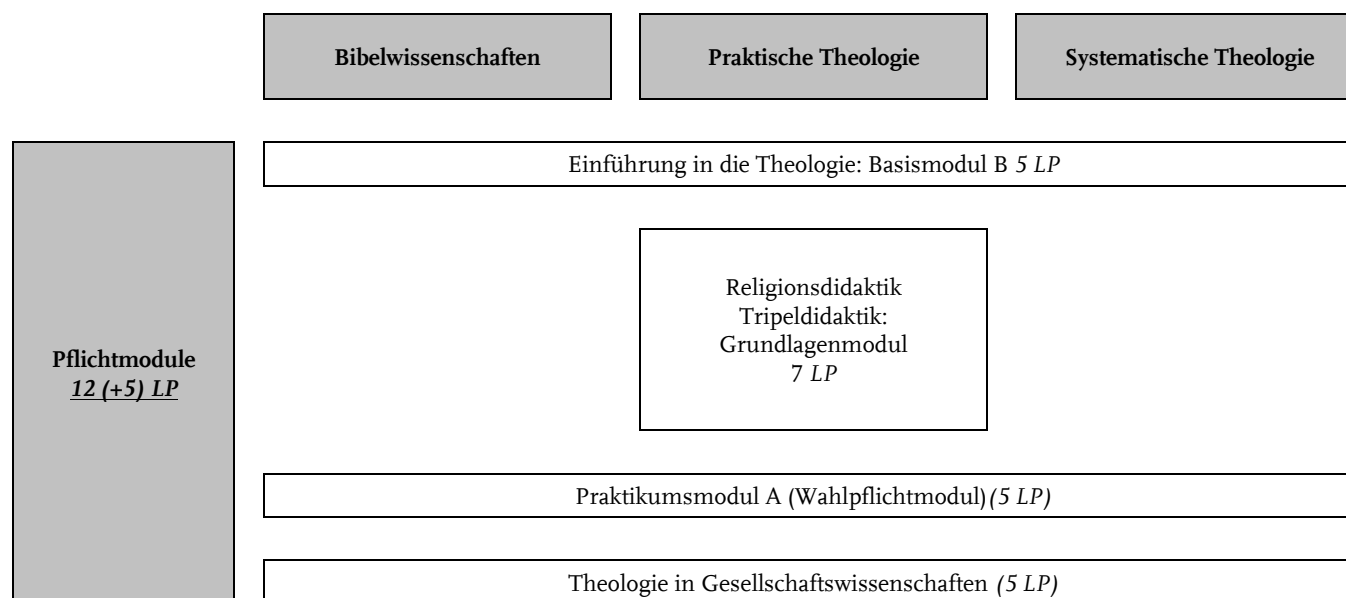 Bibelwissenschaften
Praktische Theologie
Systematische Theologie
Einführung in die Theologie: Basismodul B 5 LP
Religionsdidaktik
Tripeldidaktik:
Grundlagenmodul
7 LP
Pflichtmodule
12 (+5) LP
Praktikumsmodul A (Wahlpflichtmodul) (5 LP)
Theologie in Gesellschaftswissenschaften (5 LP)